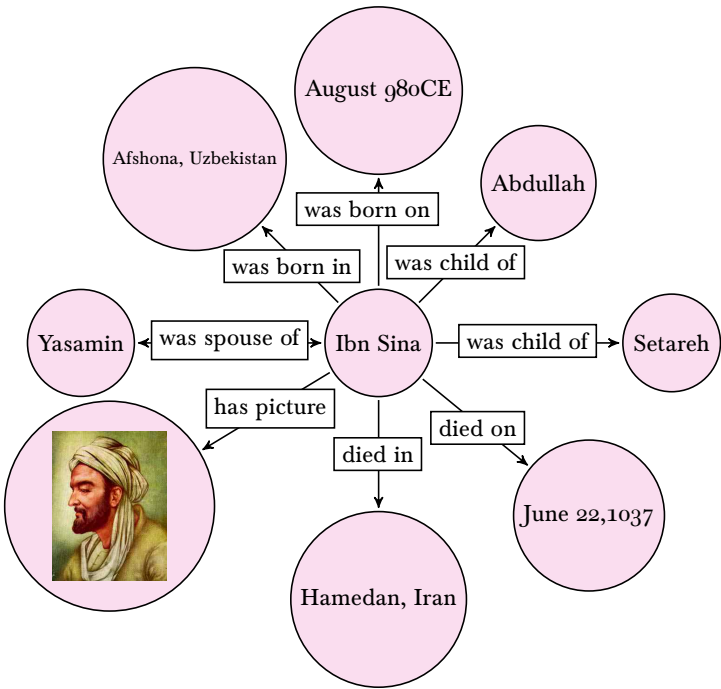 August 980CE
Afshona, Uzbekistan
Abdullah
was born on
was born in
was child of
Yasamin
was spouse of
Ibn Sina
was child of
Setareh
has picture
died on
died in
June 22,1037
Hamedan, Iran